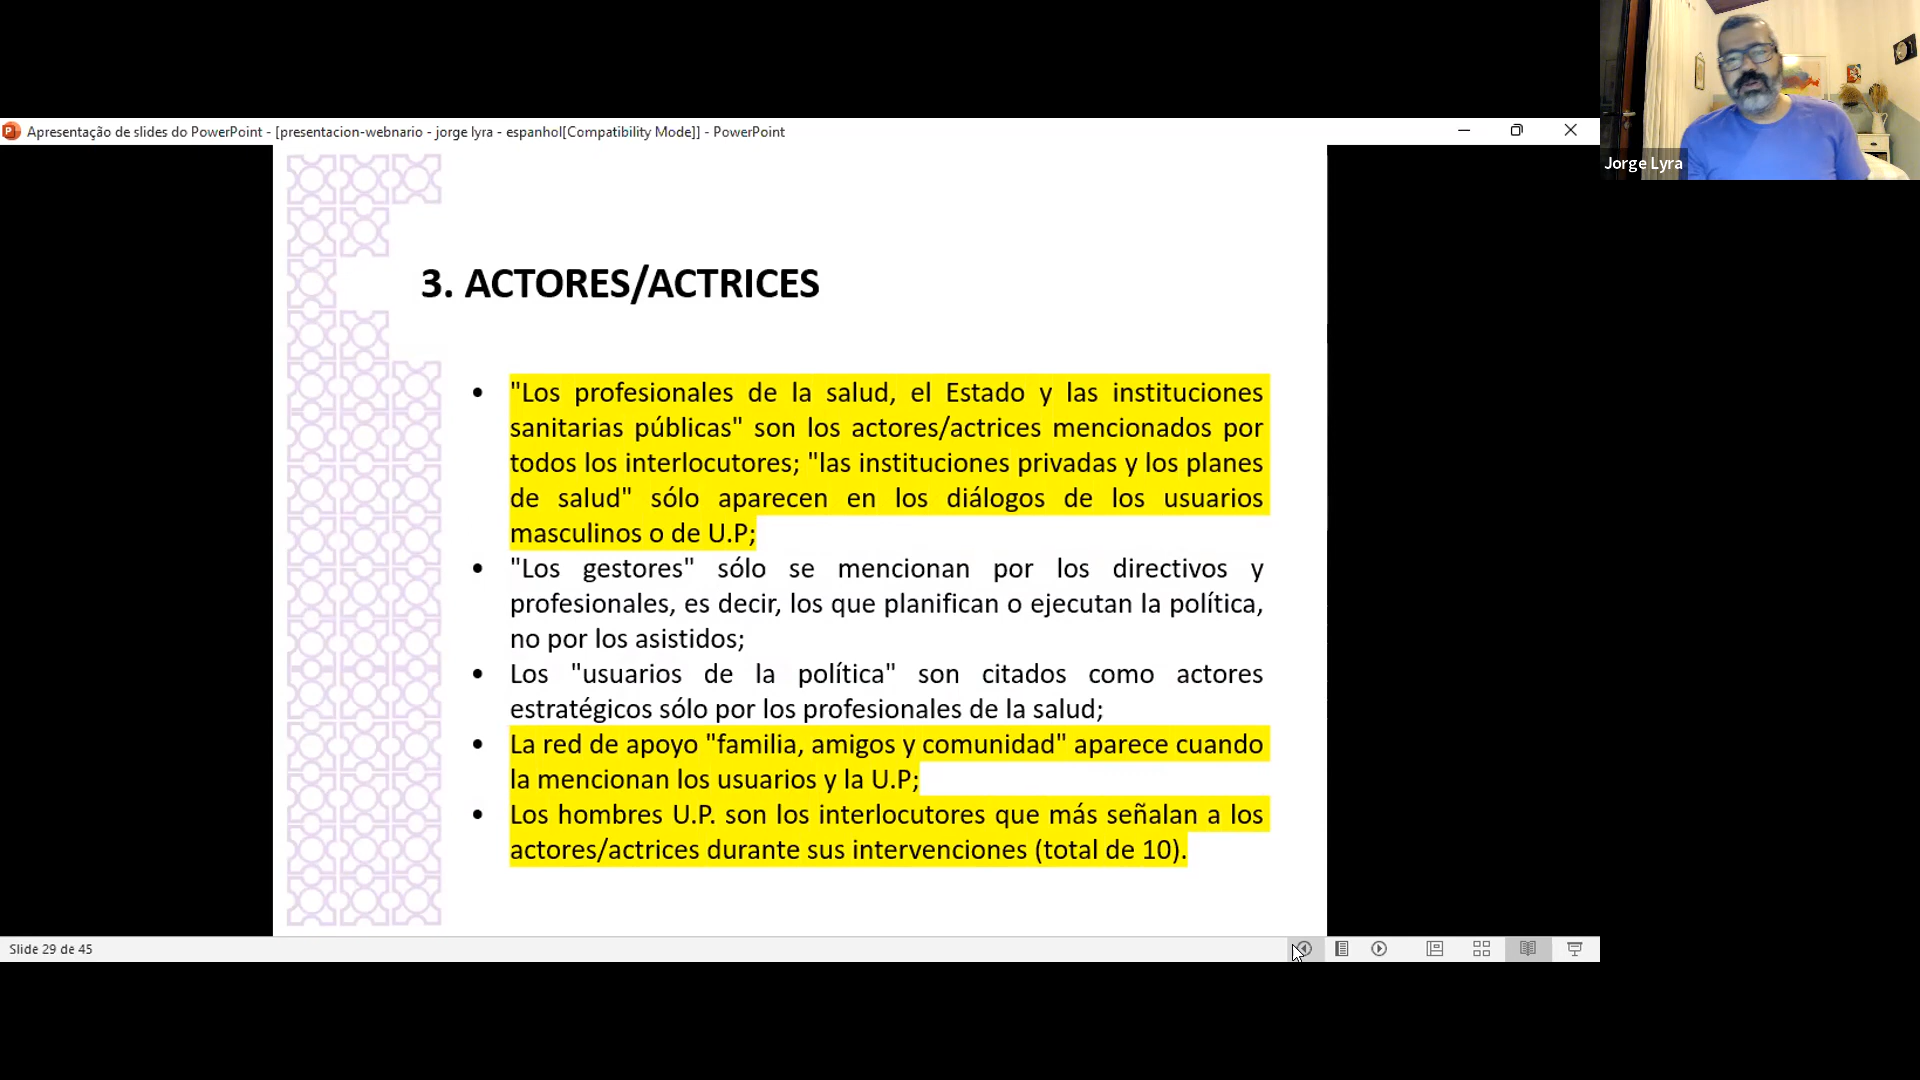 Apresentação de slides do PowerPoint - [presentacion-webnario - jorge lyra - espanhol[Compatibility Mode]] - PowerPoint
Jorge Lyra
3. ACTORES/ACTRICES
• "Los profesionales de la salud, el Estado y las instituciones
sanitarias públicas" son los actores/actrices mencionados por
todos los interlocutores; "las instituciones privadas y los planes
de salud" sólo aparecen en los diálogos de los usuarios
masculinos o de U.P;
• "Los gestores" sólo se mencionan por los directivos y
profesionales, es decir, los que planifican o ejecutan la política,
no por los asistidos;
• Los "usuarios de la política" son citados como actores
estratégicos sólo por los profesionales de la salud;
• La red de apoyo "familia, amigos y comunidad" aparece cuando
la mencionan los usuarios y la U.P;
• Los hombres U.P. son los interlocutores que más señalan a los
actores/actrices durante sus intervenciones (total de 10).
Slide 29 de 45